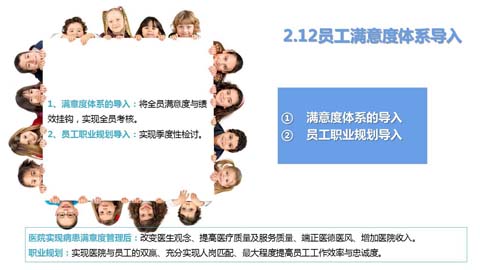 2.12员工满意度体系导入
1、满意度体系的导入：将全员满意度与绩
效挂钩，实现全员考核。
2、员工职业规划导入：实现季度性检讨。
① 满意度体系的导入
② 员工职业规划导入
医院实现病患满意度管理后：改变医生观念、提高医疗质量及服务质量、端正医德医风、增加医院收入。
职业规划：实现医院与员工的双赢、充分实现人岗匹配、最大程度提高员工工作效率与忠诚度。